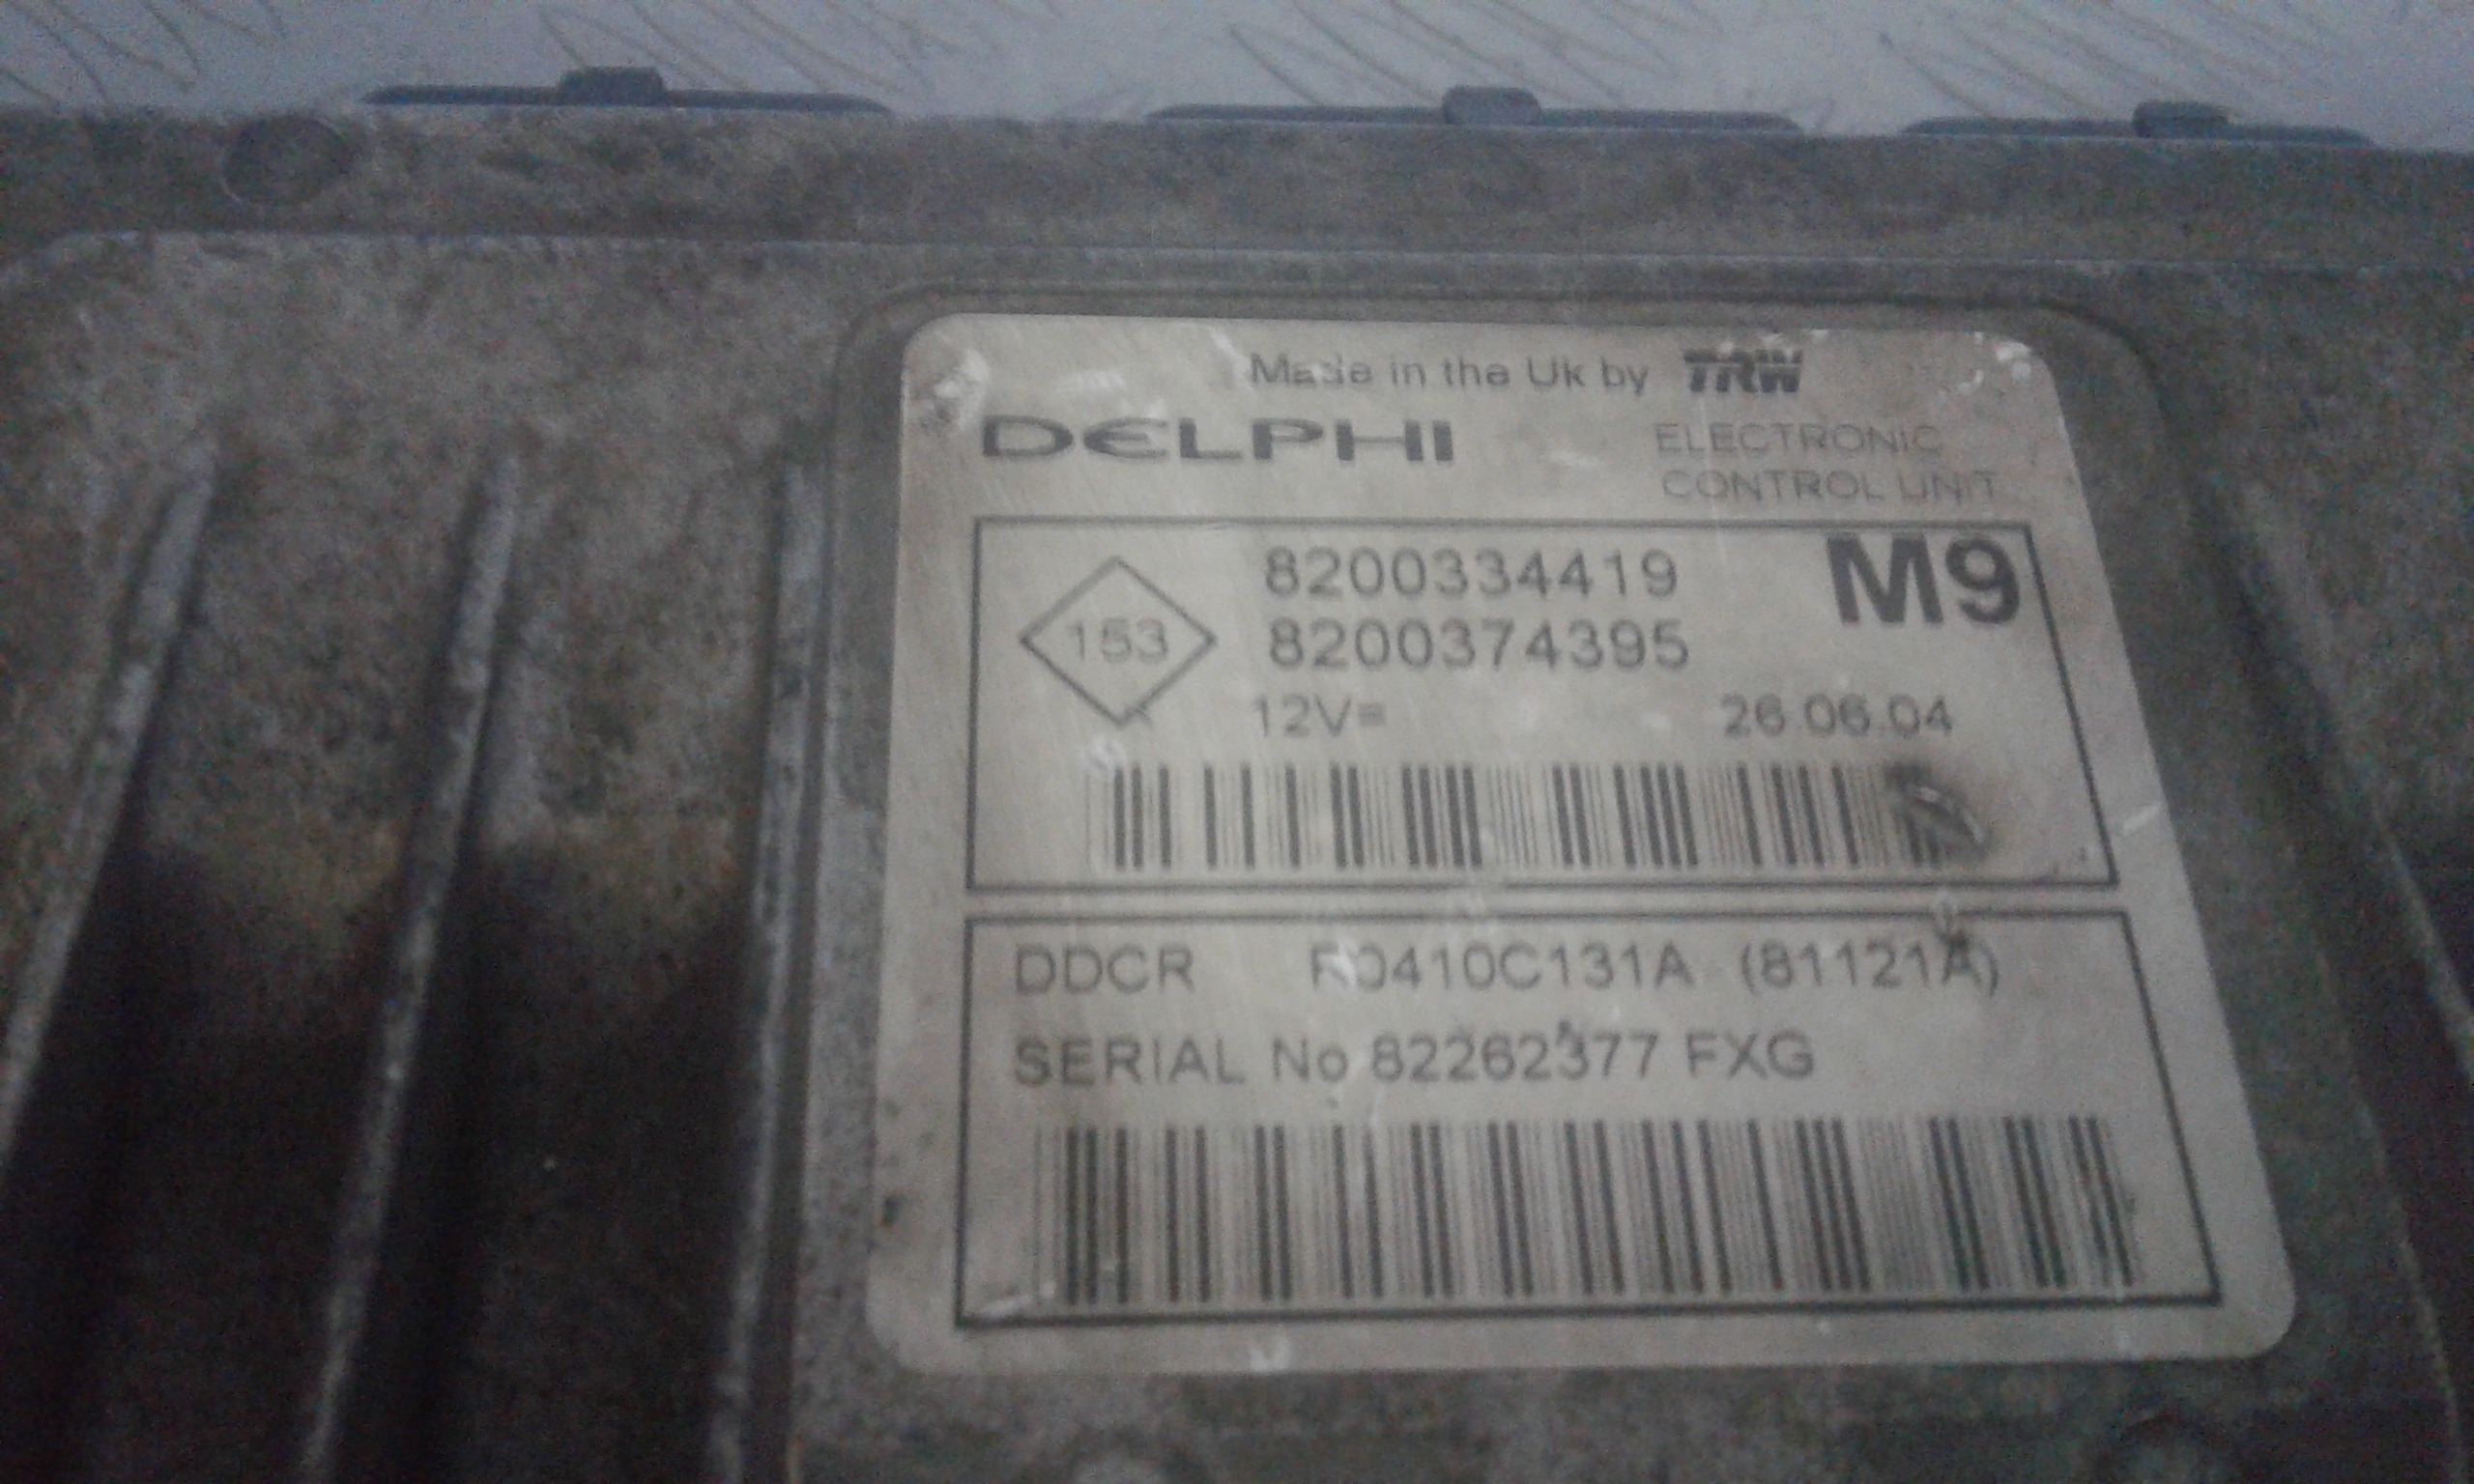 Made in the Uk by TRW
DELPHI
ELECTRONIC
CONTROL UNIT
8200334419
M9
153
8200374395
12V= 26.06.04
DDCR R0410C131A (81121A)
SERIAL No 82262377 FXG